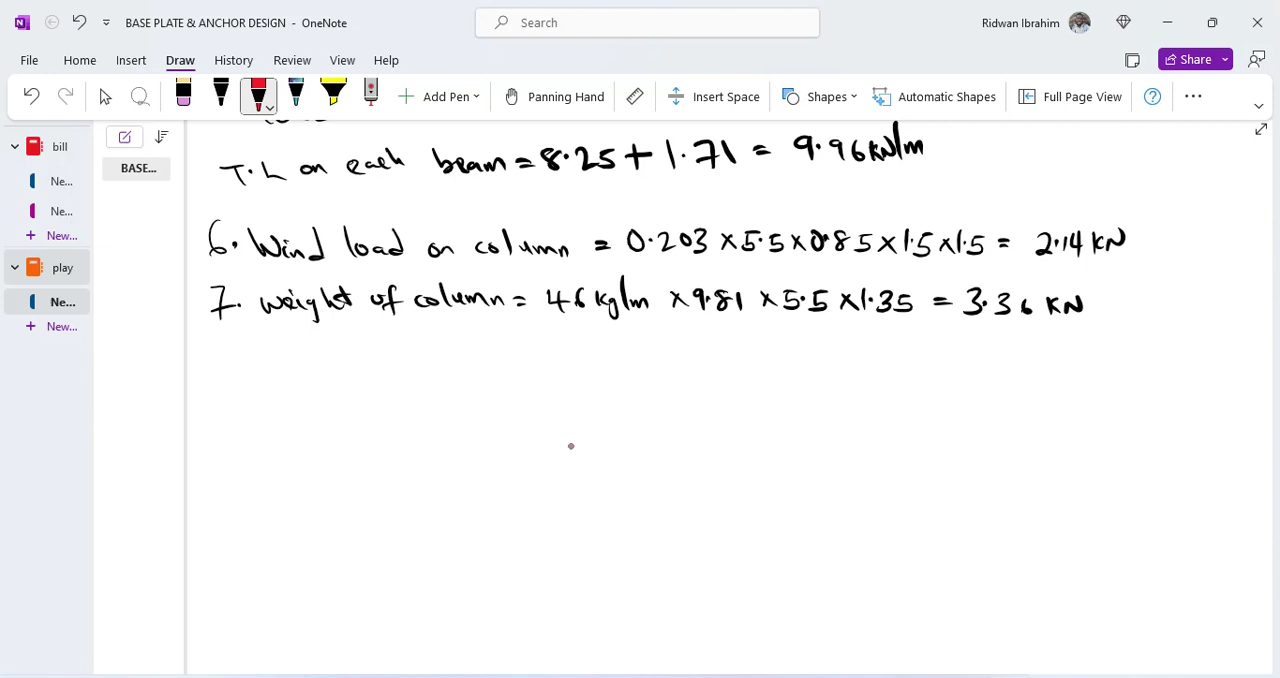 BASE PLATE & ANCHOR DESIGN - OneNote
Search
Ridwan Ibrahim
File Home Insert Draw History Review View Help
Share
Add Pen
Panning Hand
Insert Space
Shapes
Automatic Shapes
Full Page View
bill
Ne...
Ne...
New...
play
Ne...
New...
BASE...
T.L on each beam = 8.25 + 1.71 = 9.96 kN/m
6. Wind load on column = 0.203 × 5.5 × 0.85 × 1.5 × 1.5 = 2.14 kN
7. weight of column = 46 kg/m × 9.81 × 5.5 × 1.35 = 3.36 kN